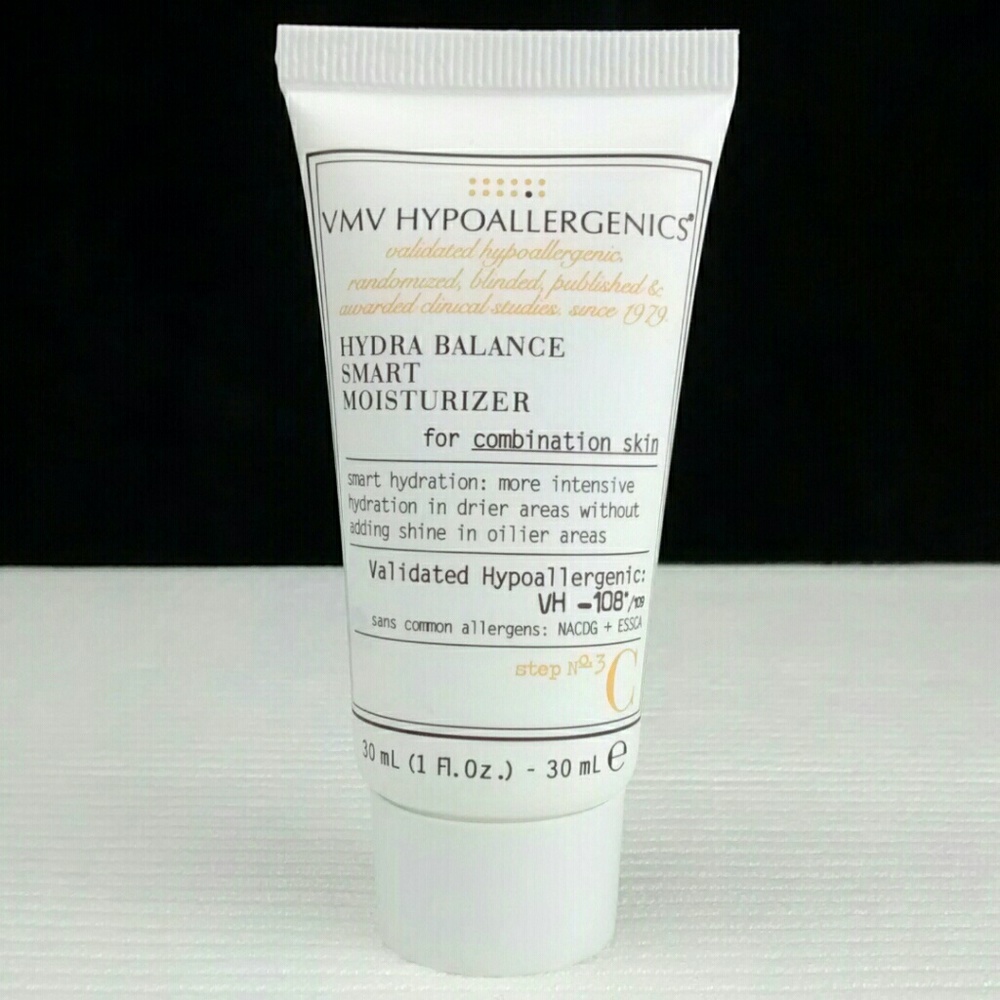 VMV HYPOALLERGENICS®
validated hypoallergenic,
randomized, blinded, published &
awarded clinical studies, since 1979.
HYDRA BALANCE
SMART
MOISTURIZER
for combination skin
smart hydration: more intensive
hydration in drier areas without
adding shine in oilier areas
Validated Hypoallergenic:
VH -108*/109
sans common allergens: NACDG + ESSCA
step Nº 3 C
30 mL (1 Fl.Oz.) - 30 mL ℮